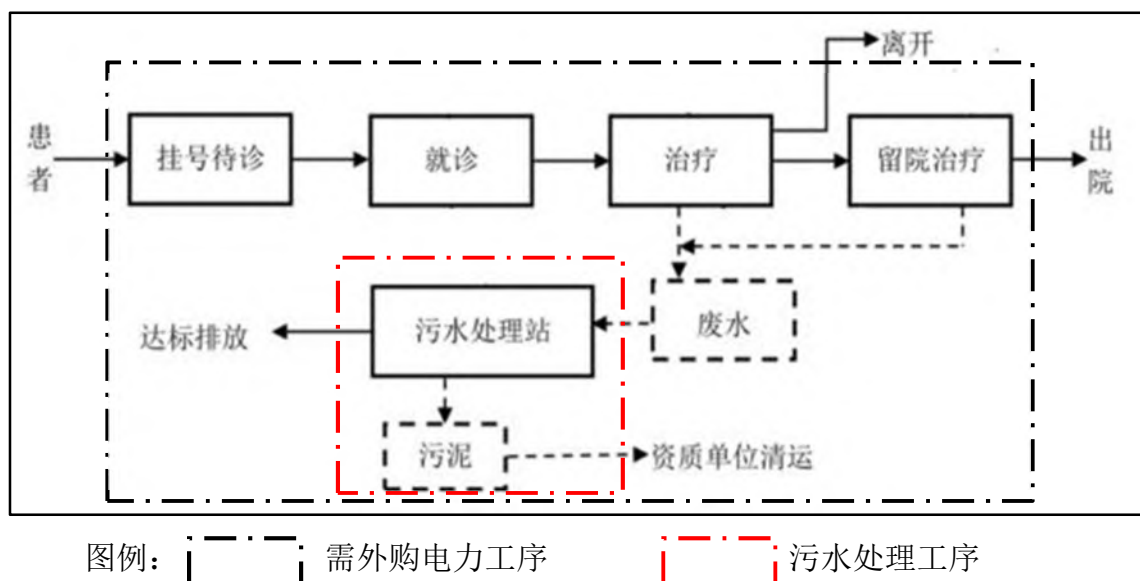 离开
患者
挂号待诊
就诊
治疗
留院治疗
出院
废水
污水处理站
达标排放
污泥
资质单位清运
图例：
需外购电力工序
污水处理工序